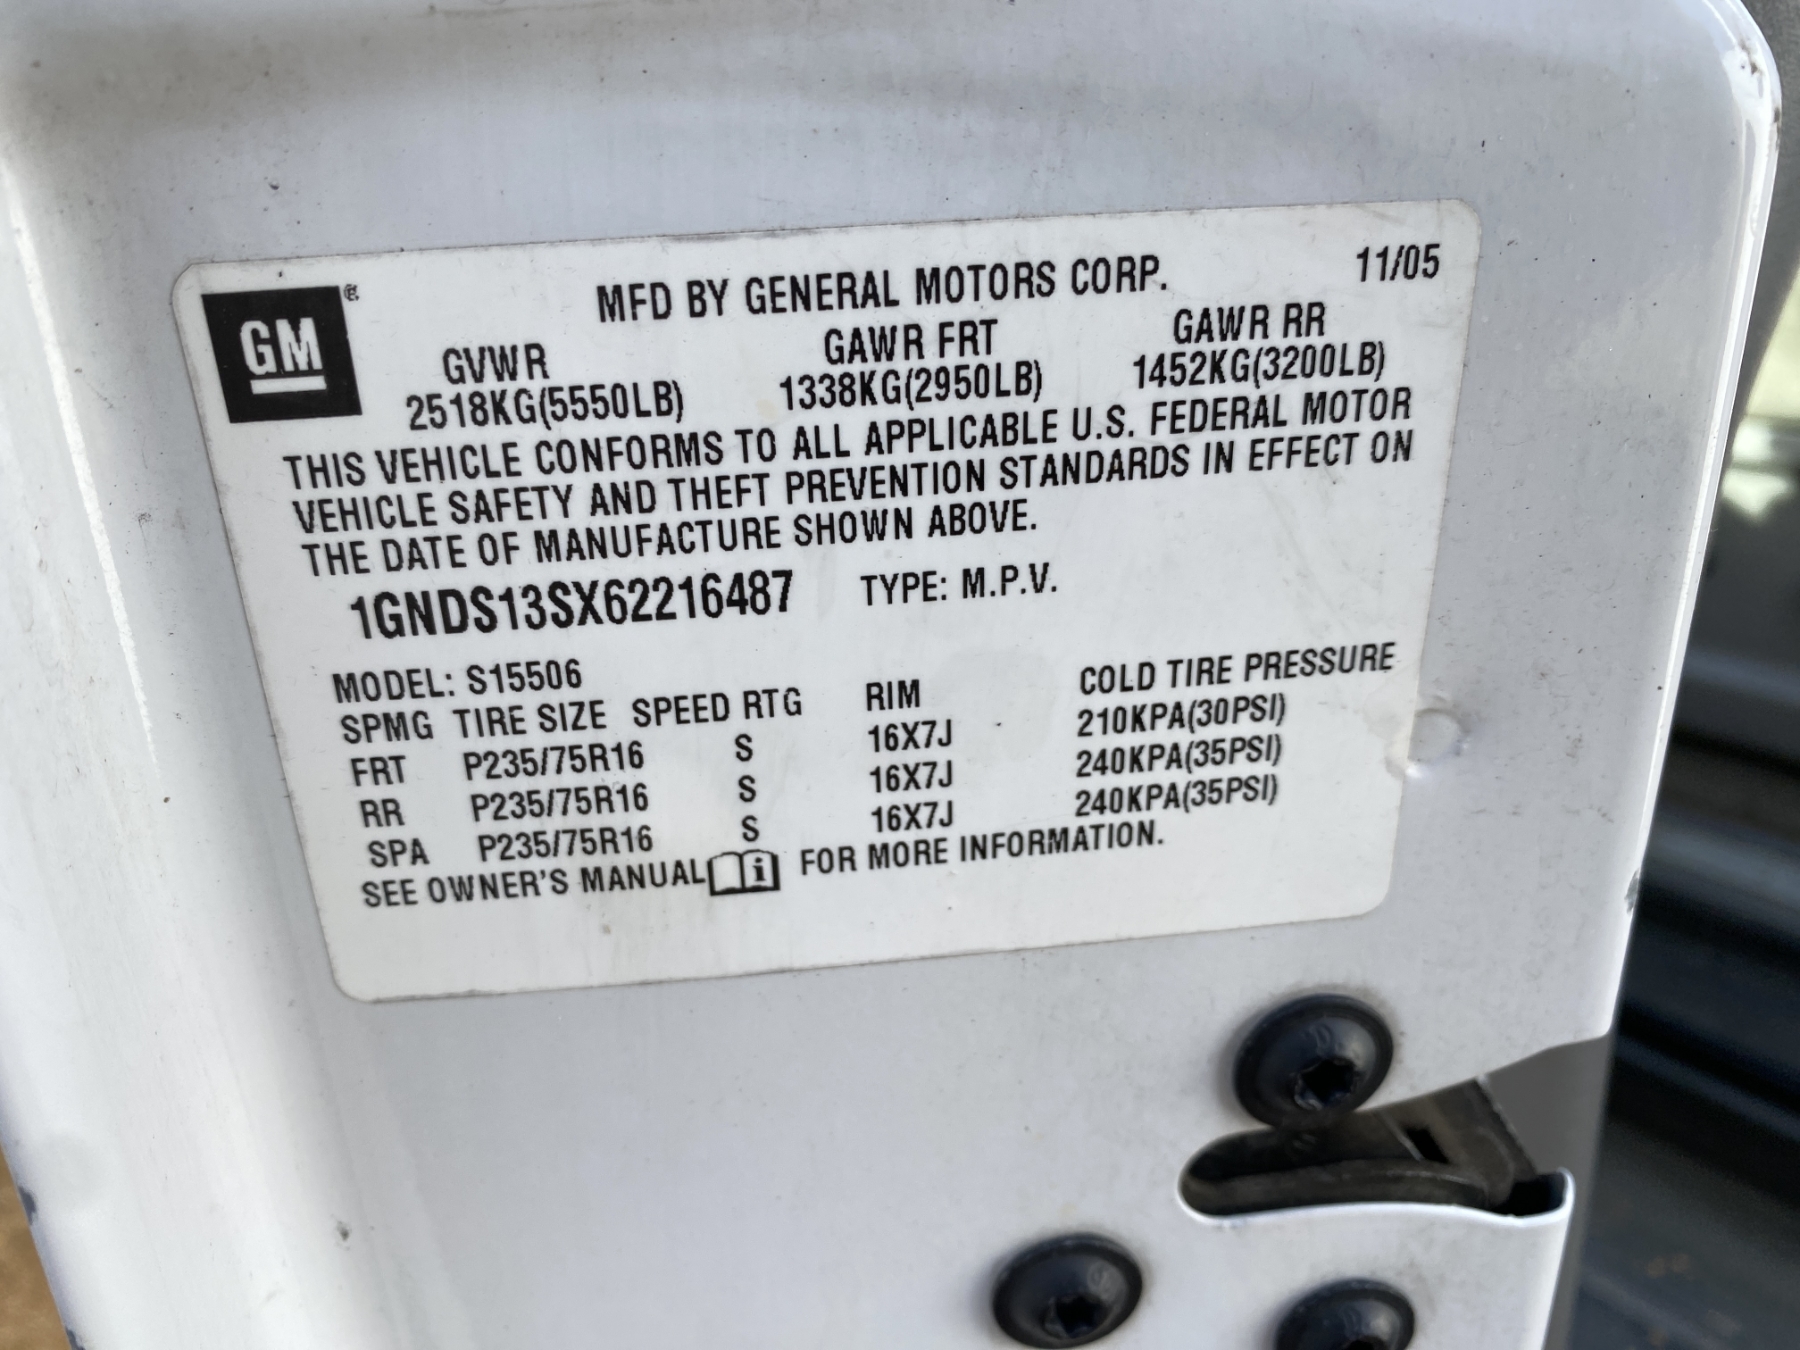 GM®
MFD BY GENERAL MOTORS CORP. 11/05
GVWR GAWR FRT GAWR RR
2518KG(5550LB) 1338KG(2950LB) 1452KG(3200LB)
THIS VEHICLE CONFORMS TO ALL APPLICABLE U.S. FEDERAL MOTOR
VEHICLE SAFETY AND THEFT PREVENTION STANDARDS IN EFFECT ON
THE DATE OF MANUFACTURE SHOWN ABOVE.
1GNDS13SX62216487 TYPE: M.P.V.
MODEL: S15506
SPMG TIRE SIZE SPEED RTG RIM COLD TIRE PRESSURE
FRT P235/75R16 S 16X7J 210KPA(30PSI)
RR P235/75R16 S 16X7J 240KPA(35PSI)
SPA P235/75R16 S 16X7J 240KPA(35PSI)
SEE OWNER'S MANUAL i FOR MORE INFORMATION.